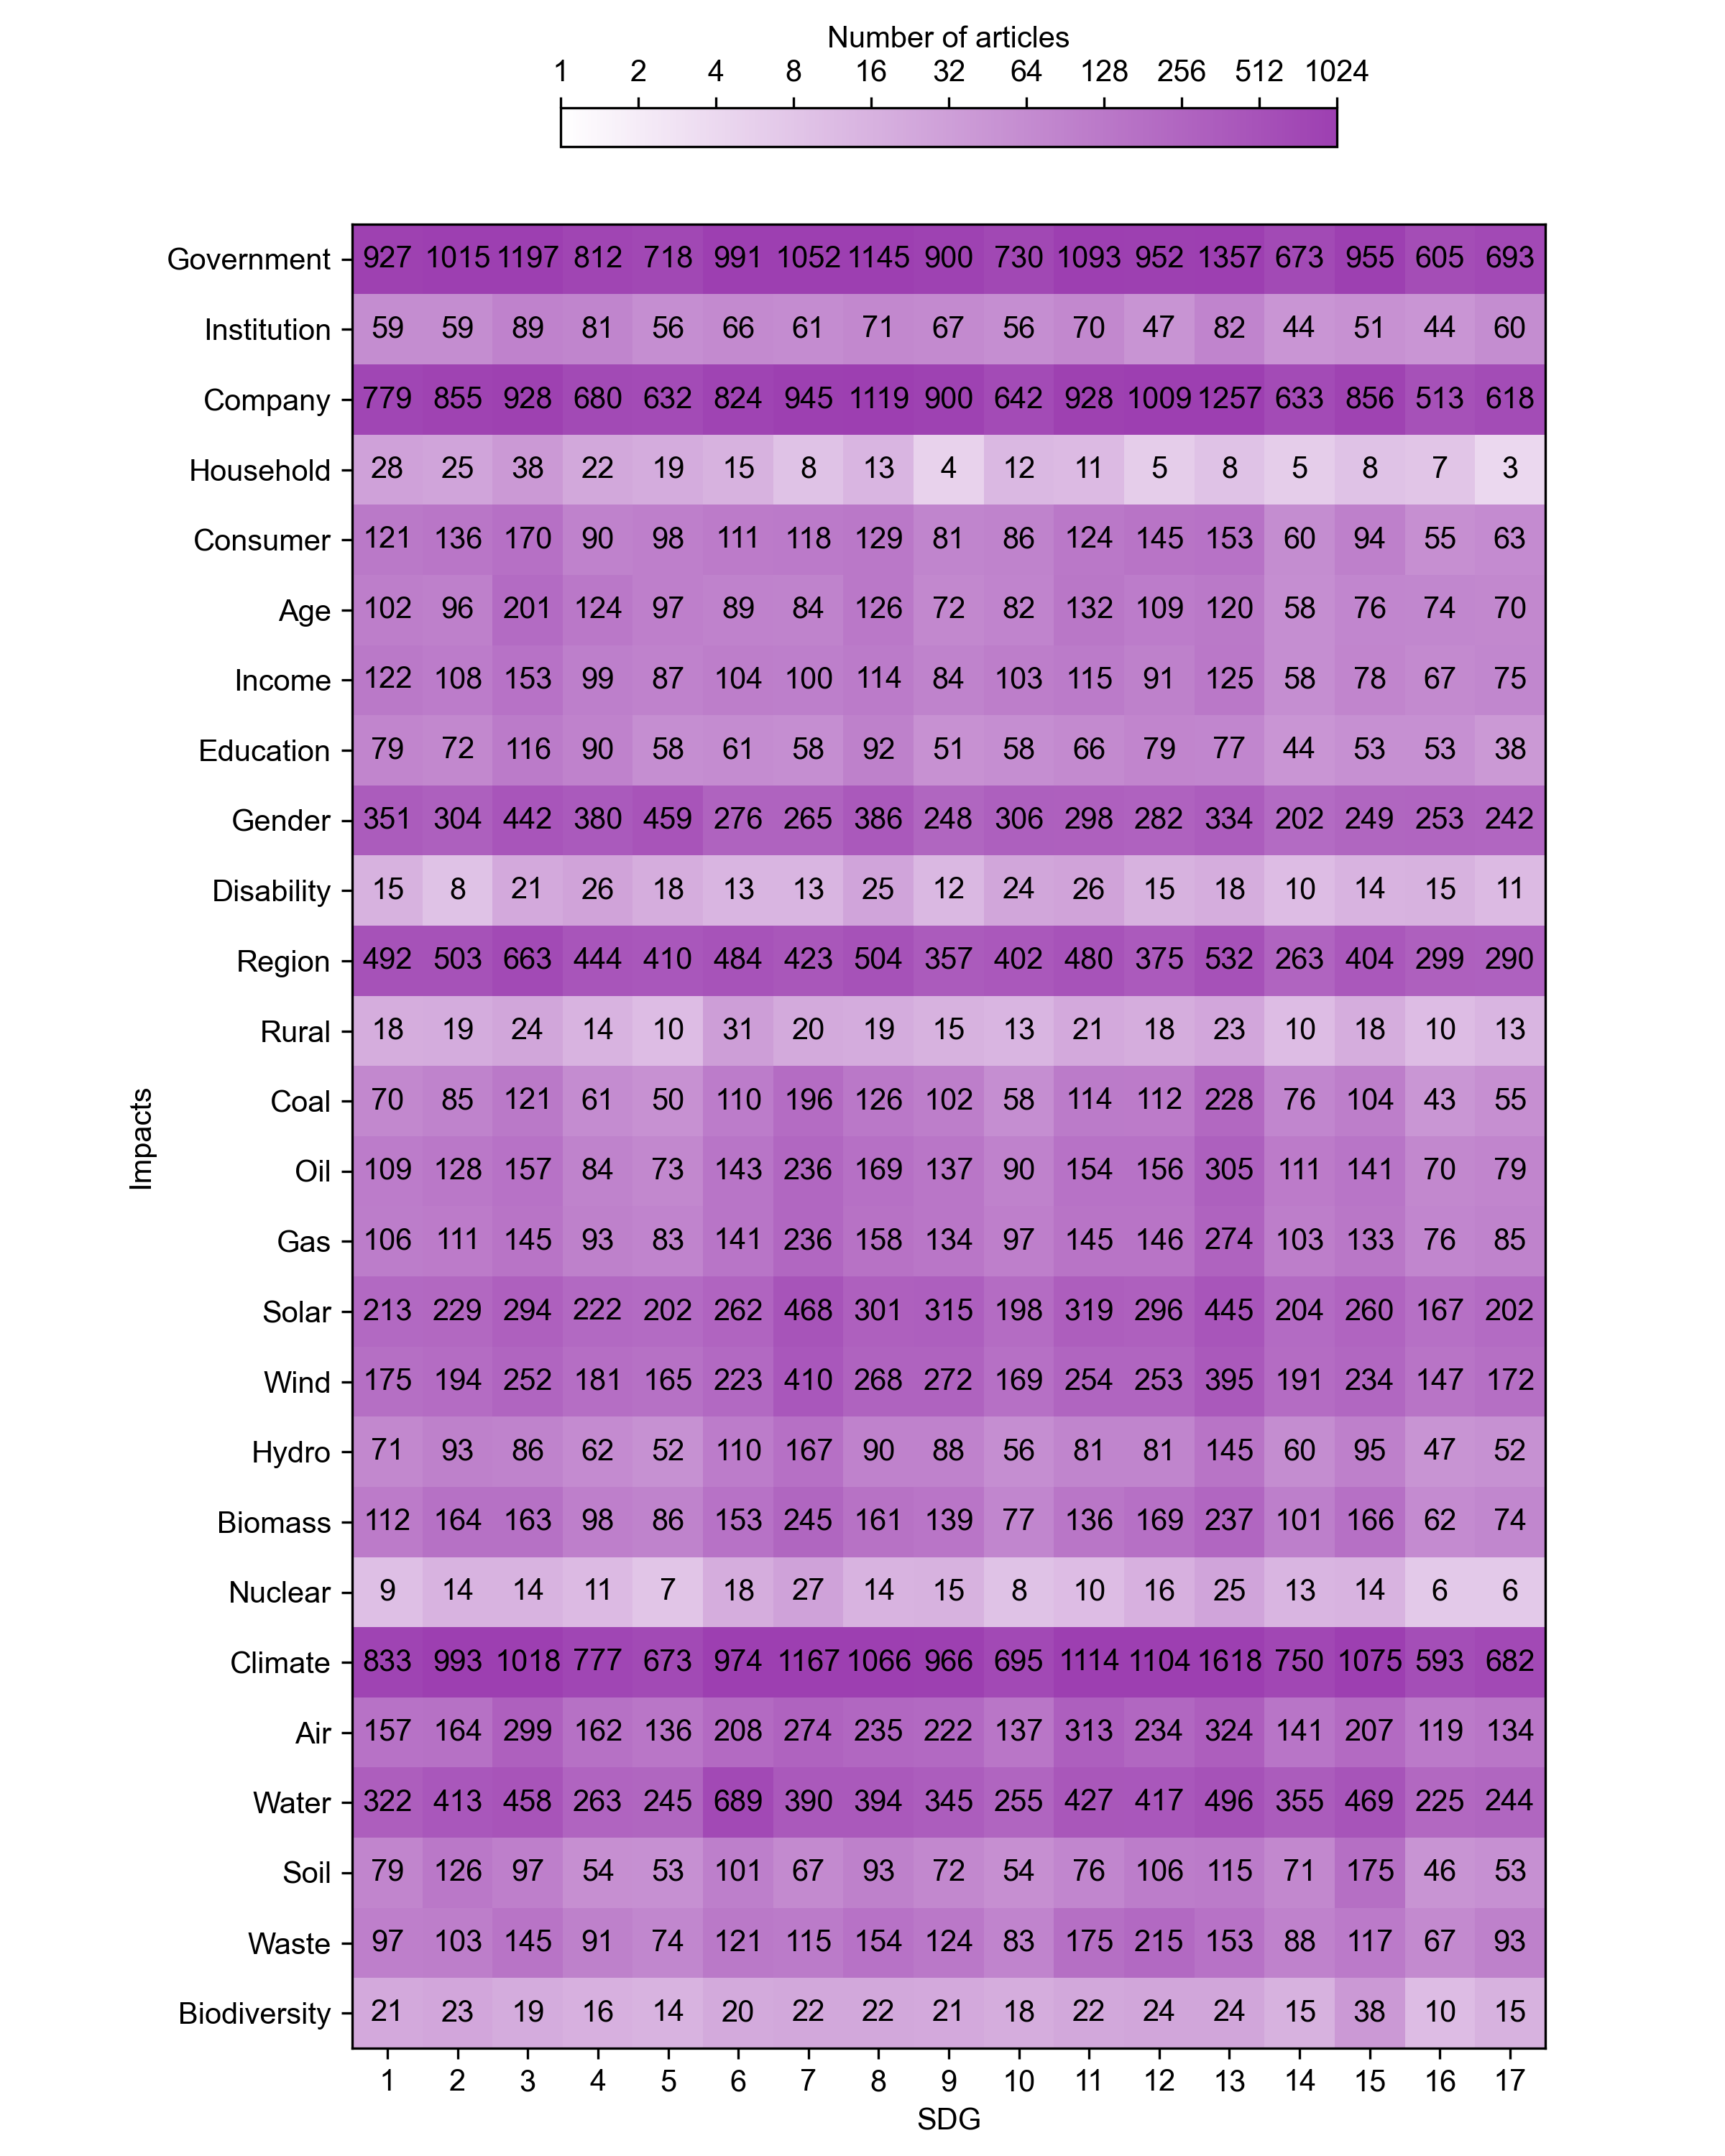 Number of articles
1 2 4 8 16 32 64 128 256 512 1024
Government 927 1015 1197 812 718 991 1052 1145 900 730 1093 952 1357 673 955 605 693
Institution 59 59 89 81 56 66 61 71 67 56 70 47 82 44 51 44 60
Company 779 855 928 680 632 824 945 1119 900 642 928 1009 1257 633 856 513 618
Household 28 25 38 22 19 15 8 13 4 12 11 5 8 5 8 7 3
Consumer 121 136 170 90 98 111 118 129 81 86 124 145 153 60 94 55 63
Age 102 96 201 124 97 89 84 126 72 82 132 109 120 58 76 74 70
Income 122 108 153 99 87 104 100 114 84 103 115 91 125 58 78 67 75
Education 79 72 116 90 58 61 58 92 51 58 66 79 77 44 53 53 38
Gender 351 304 442 380 459 276 265 386 248 306 298 282 334 202 249 253 242
Disability 15 8 21 26 18 13 13 25 12 24 26 15 18 10 14 15 11
Region 492 503 663 444 410 484 423 504 357 402 480 375 532 263 404 299 290
Rural 18 19 24 14 10 31 20 19 15 13 21 18 23 10 18 10 13
Coal 70 85 121 61 50 110 196 126 102 58 114 112 228 76 104 43 55
Impacts
Oil 109 128 157 84 73 143 236 169 137 90 154 156 305 111 141 70 79
Gas 106 111 145 93 83 141 236 158 134 97 145 146 274 103 133 76 85
Solar 213 229 294 222 202 262 468 301 315 198 319 296 445 204 260 167 202
Wind 175 194 252 181 165 223 410 268 272 169 254 253 395 191 234 147 172
Hydro 71 93 86 62 52 110 167 90 88 56 81 81 145 60 95 47 52
Biomass 112 164 163 98 86 153 245 161 139 77 136 169 237 101 166 62 74
Nuclear 9 14 14 11 7 18 27 14 15 8 10 16 25 13 14 6 6
Climate 833 993 1018 777 673 974 1167 1066 966 695 1114 1104 1618 750 1075 593 682
Air 157 164 299 162 136 208 274 235 222 137 313 234 324 141 207 119 134
Water 322 413 458 263 245 689 390 394 345 255 427 417 496 355 469 225 244
Soil 79 126 97 54 53 101 67 93 72 54 76 106 115 71 175 46 53
Waste 97 103 145 91 74 121 115 154 124 83 175 215 153 88 117 67 93
Biodiversity 21 23 19 16 14 20 22 22 21 18 22 24 24 15 38 10 15
1 2 3 4 5 6 7 8 9 10 11 12 13 14 15 16 17
SDG